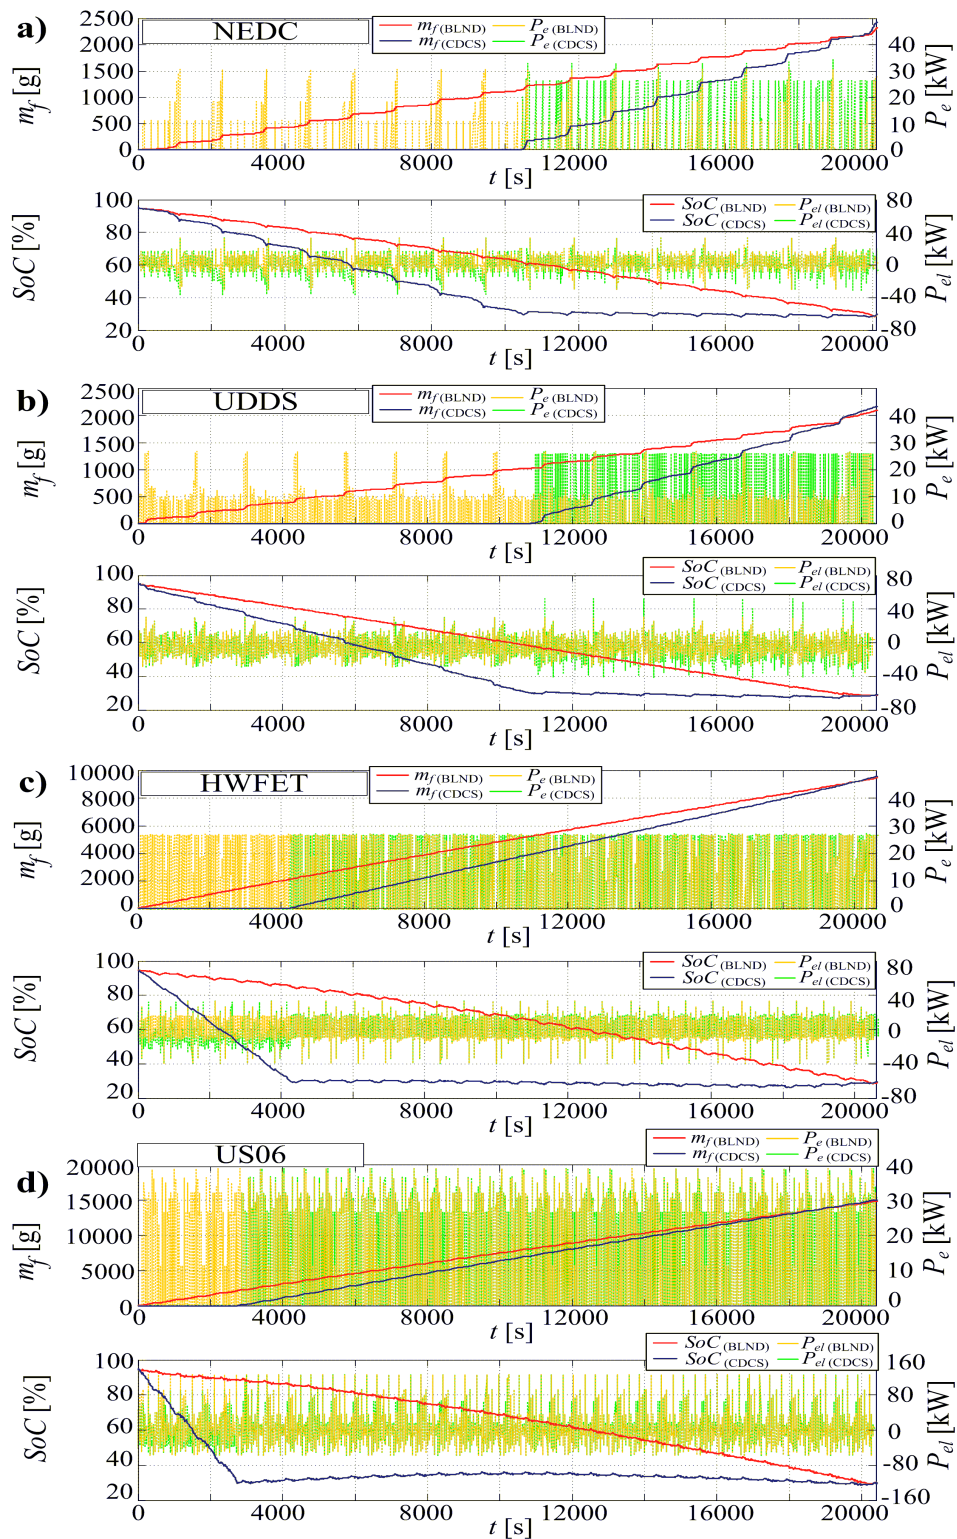 a)
NEDC
m_f(BLND) P_e(BLND)
m_f(CDCS) P_e(CDCS)
2500
2000
1500
1000
500
0
m_f [g]
40
30
20
10
0
P_e [kW]
0 4000 8000 12000 16000 20000
t [s]
SoC(BLND) P_el(BLND)
SoC(CDCS) P_el(CDCS)
100
80
60
40
20
SoC [%]
80
40
0
-40
-80
P_el [kW]
0 4000 8000 12000 16000 20000
t [s]
b)
UDDS
m_f(BLND) P_e(BLND)
m_f(CDCS) P_e(CDCS)
2500
2000
1500
1000
500
0
m_f [g]
40
30
20
10
0
P_e [kW]
0 4000 8000 12000 16000 20000
t [s]
SoC(BLND) P_el(BLND)
SoC(CDCS) P_el(CDCS)
100
80
60
40
20
SoC [%]
80
40
0
-40
-80
P_el [kW]
0 4000 8000 12000 16000 20000
t [s]
c)
HWFET
m_f(BLND) P_e(BLND)
m_f(CDCS) P_e(CDCS)
10000
8000
6000
4000
2000
0
m_f [g]
40
30
20
10
0
P_e [kW]
0 4000 8000 12000 16000 20000
t [s]
SoC(BLND) P_el(BLND)
SoC(CDCS) P_el(CDCS)
100
80
60
40
20
SoC [%]
80
40
0
-40
-80
P_el [kW]
0 4000 8000 12000 16000 20000
t [s]
d)
US06
m_f(BLND) P_e(BLND)
m_f(CDCS) P_e(CDCS)
20000
15000
10000
5000
0
m_f [g]
40
30
20
10
0
P_e [kW]
0 4000 8000 12000 16000 20000
t [s]
SoC(BLND) P_el(BLND)
SoC(CDCS) P_el(CDCS)
100
80
60
40
20
SoC [%]
160
80
0
-80
-160
P_el [kW]
0 4000 8000 12000 16000 20000
t [s]